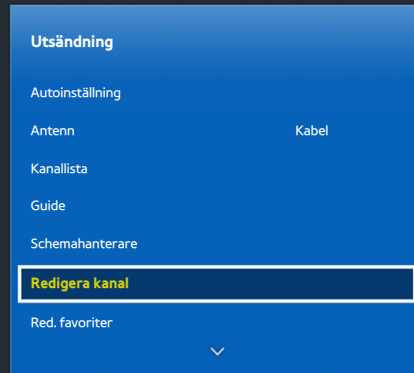 Utsändning
Autoinställning
Antenn Kabel
Kanallista
Guide
Schemahanterare
Redigera kanal
Red. favoriter